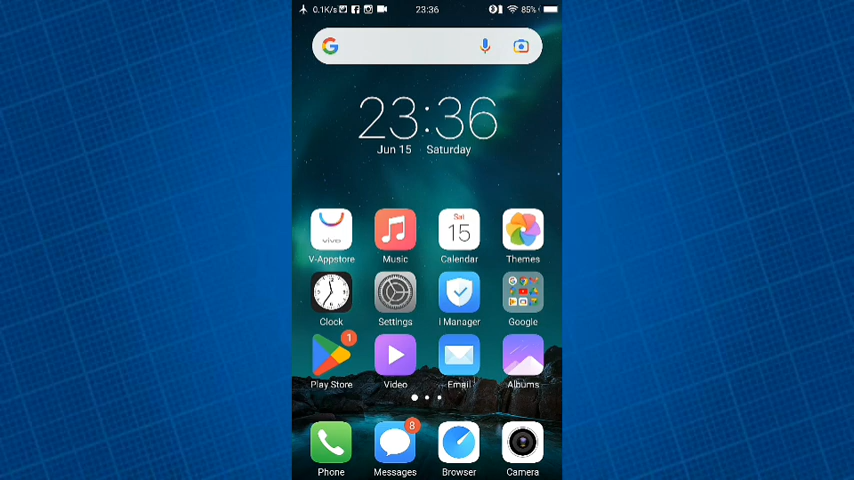 0.1K/s 23:36 85%
23:36
Jun 15 Saturday
vivo Sat
15
V-Appstore Music Calendar Themes
Clock Settings i Manager Google
1
Play Store Video Email Albums
8
Phone Messages Browser Camera